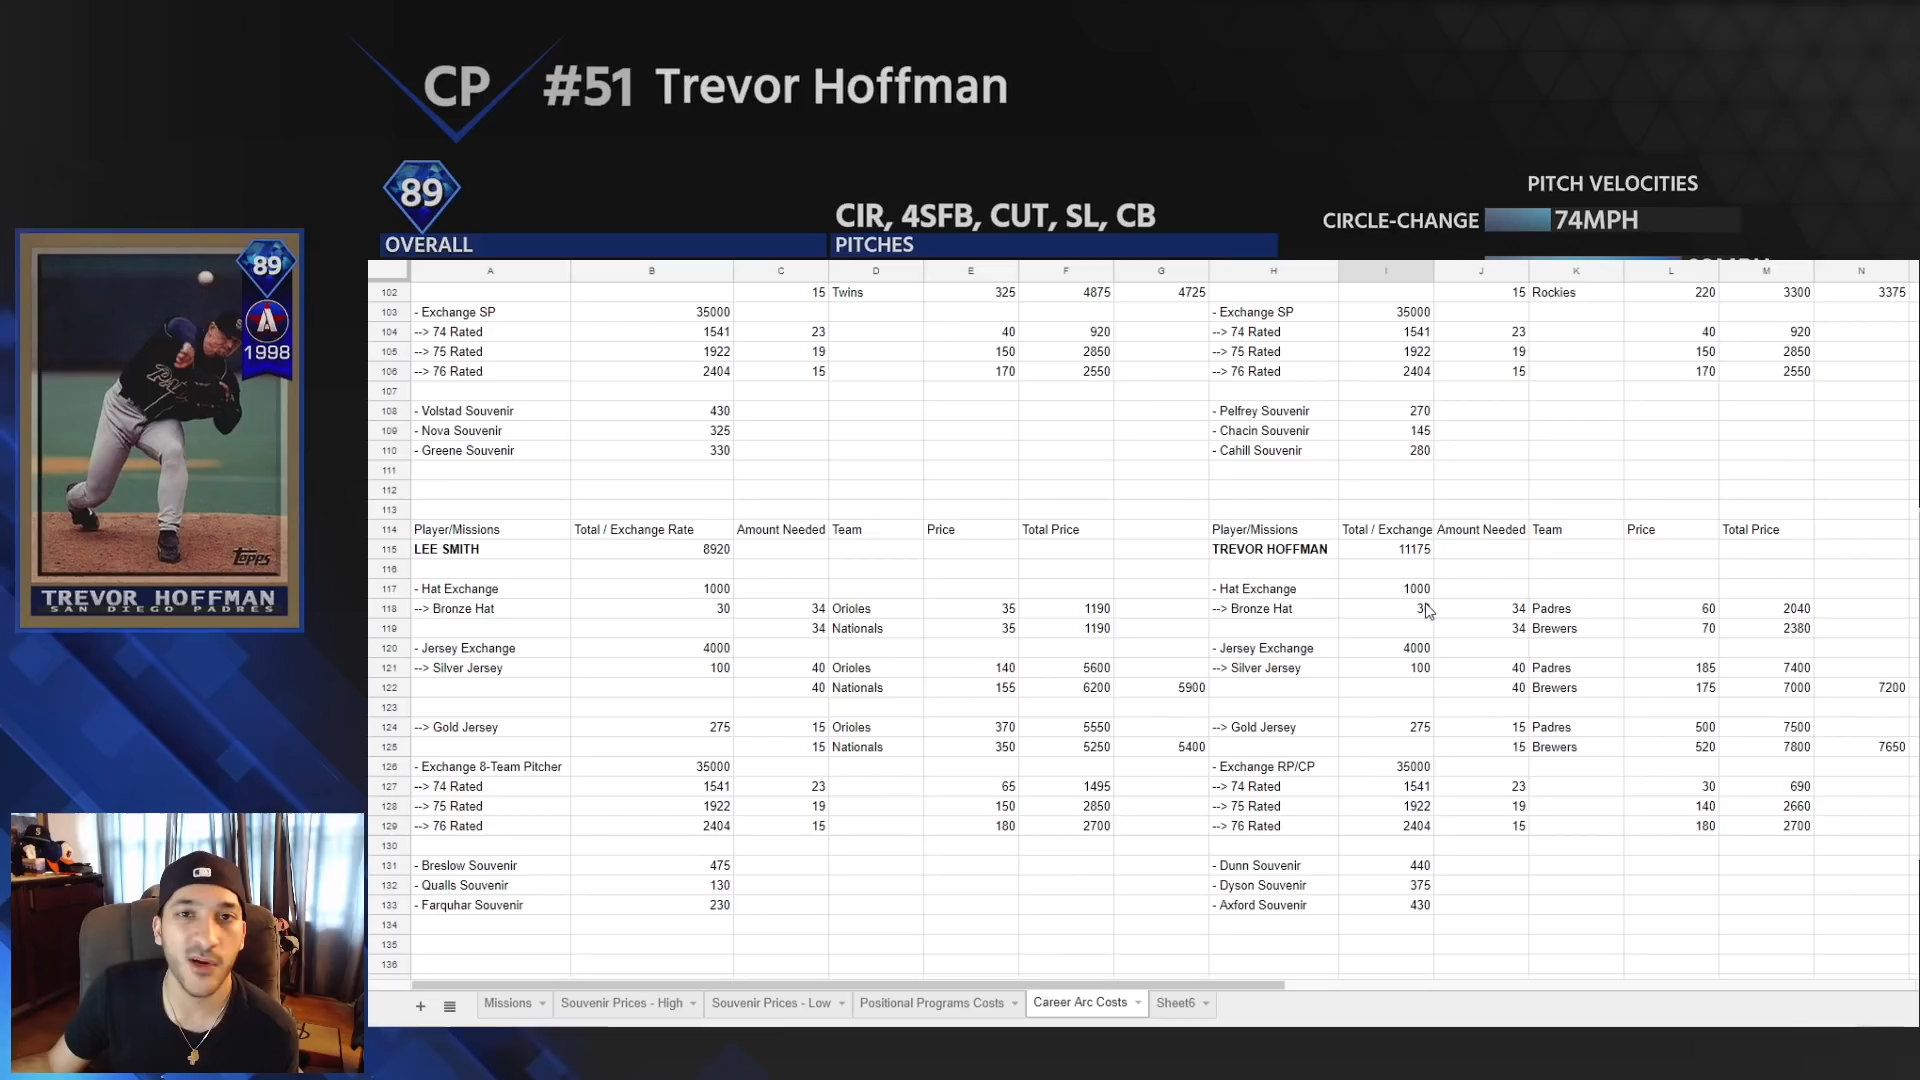 CP #51 Trevor Hoffman
89
CIR, 4SFB, CUT, SL, CB
OVERALL
PITCHES
PITCH VELOCITIES
CIRCLE-CHANGE 74MPH
89
A
1998
Topps
TREVOR HOFFMAN
SAN DIEGO PADRES
A B C D E F G H I J K L M N
102 15 Twins 325 4875 4725 15 Rockies 220 3300 3375
103 - Exchange SP 35000 - Exchange SP 35000
104 --> 74 Rated 1541 23 40 920 --> 74 Rated 1541 23 40 920
105 --> 75 Rated 1922 19 150 2850 --> 75 Rated 1922 19 150 2850
106 --> 76 Rated 2404 15 170 2550 --> 76 Rated 2404 15 170 2550
107
108 - Volstad Souvenir 430 - Pelfrey Souvenir 270
109 - Nova Souvenir 325 - Chacin Souvenir 145
110 - Greene Souvenir 330 - Cahill Souvenir 280
111
112
113
114 Player/Missions Total / Exchange Rate Amount Needed Team Price Total Price Player/Missions Total / Exchange Amount Needed Team Price Total Price
115 LEE SMITH 8920 TREVOR HOFFMAN 11175
116
117 - Hat Exchange 1000 - Hat Exchange 1000
118 --> Bronze Hat 30 34 Orioles 35 1190 --> Bronze Hat 34 Padres 60 2040
119 34 Nationals 35 1190 34 Brewers 70 2380
120 - Jersey Exchange 4000 - Jersey Exchange 4000
121 --> Silver Jersey 100 40 Orioles 140 5600 --> Silver Jersey 100 40 Padres 185 7400
122 40 Nationals 155 6200 5900 40 Brewers 175 7000 7200
123
124 --> Gold Jersey 275 15 Orioles 370 5550 --> Gold Jersey 275 15 Padres 500 7500
125 15 Nationals 350 5250 5400 15 Brewers 520 7800 7650
126 - Exchange 8-Team Pitcher 35000 - Exchange RP/CP 35000
127 --> 74 Rated 1541 23 65 1495 --> 74 Rated 1541 23 30 690
128 --> 75 Rated 1922 19 150 2850 --> 75 Rated 1922 19 140 2660
129 --> 76 Rated 2404 15 180 2700 --> 76 Rated 2404 15 180 2700
130
131 - Breslow Souvenir 475 - Dunn Souvenir 440
132 - Qualls Souvenir 130 - Dyson Souvenir 375
133 - Farquhar Souvenir 230 - Axford Souvenir 430
134
135
136
+ Missions Souvenir Prices - High Souvenir Prices - Low Positional Programs Costs Career Arc Costs Sheet6